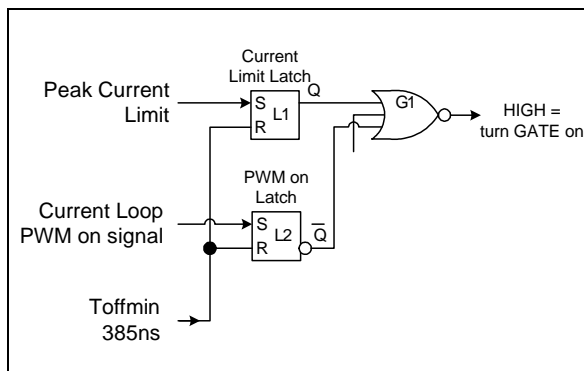 Current
Limit Latch
Q
Peak Current
Limit
S
L1
R
G1
HIGH =
turn GATE on
PWM on
Latch
Current Loop
PWM on signal
S
L2
R
Q̅
Toffmin
385ns